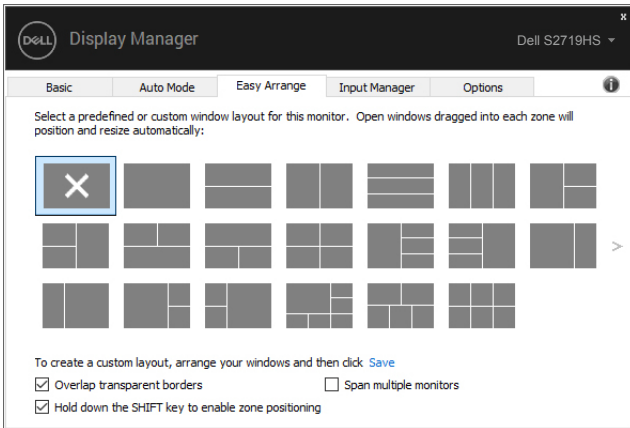 x
DELL Display Manager Dell S2719HS
Basic Auto Mode Easy Arrange Input Manager Options
Select a predefined or custom window layout for this monitor. Open windows dragged into each zone will
position and resize automatically:
To create a custom layout, arrange your windows and then click Save
Overlap transparent borders Span multiple monitors
Hold down the SHIFT key to enable zone positioning